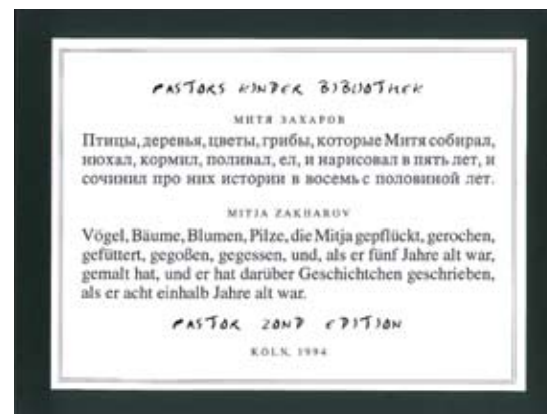 PASTORS KINDER BIBLIOTHEK
МИТЯ ЗАХАРОВ
Птицы, деревья, цветы, грибы, которые Митя собирал,
нюхал, кормил, поливал, ел, и нарисовал в пять лет, и
сочинил про них истории в восемь с половиной лет.
MITJA ZAKHAROV
Vögel, Bäume, Blumen, Pilze, die Mitja gepflückt, gerochen,
gefüttert, gegoßen, gegessen, und, als er fünf Jahre alt war,
gemalt hat, und er hat darüber Geschichtchen geschrieben,
als er acht einhalb Jahre alt war.
PASTOR ZOND EDITION
KÖLN, 1994